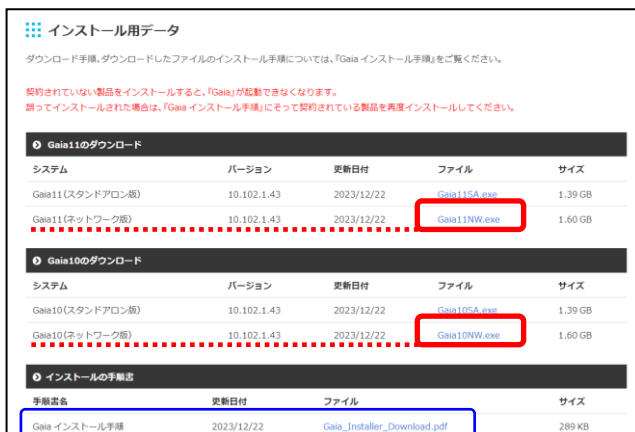 インストール用データ
ダウンロード手順、ダウンロードしたファイルのインストール手順については、『Gaia インストール手順』をご覧ください。
契約されていない製品をインストールすると、『Gaia』が起動できなくなります。
誤ってインストールされた場合は、『Gaia インストール手順』にそって契約されている製品を再度インストールしてください。
Gaia11のダウンロード
システム バージョン 更新日付 ファイル サイズ
Gaia11(スタンドアロン版) 10.102.1.43 2023/12/22 Gaia11SA.exe 1.39 GB
Gaia11(ネットワーク版) 10.102.1.43 2023/12/22 Gaia11NW.exe 1.60 GB
Gaia10のダウンロード
システム バージョン 更新日付 ファイル サイズ
Gaia10(スタンドアロン版) 10.102.1.43 2023/12/22 Gaia10SA.exe 1.39 GB
Gaia10(ネットワーク版) 10.102.1.43 2023/12/22 Gaia10NW.exe 1.60 GB
インストールの手順書
手順書名 更新日付 ファイル サイズ
Gaia インストール手順 2023/12/22 Gaia_Installer_Download.pdf 289 KB